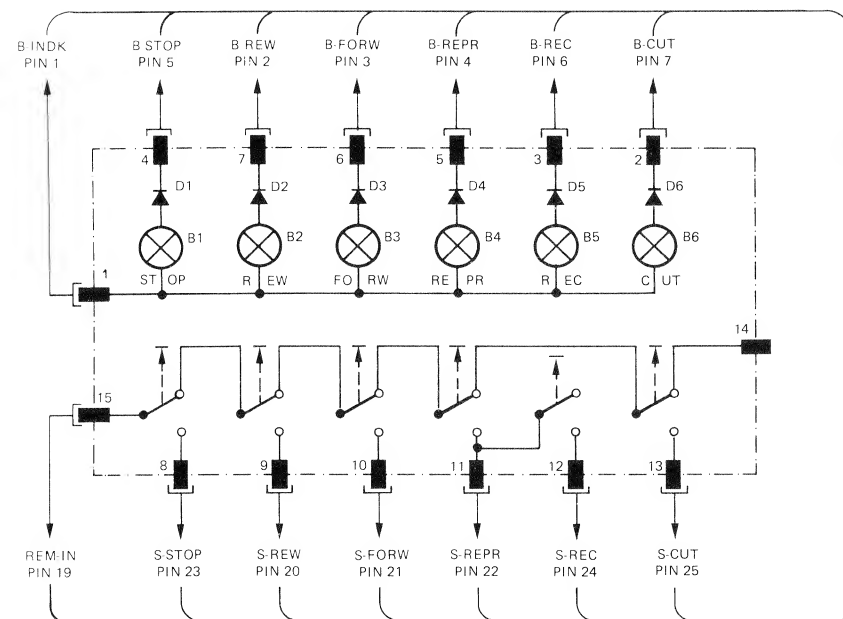 B-INDK B-STOP B-REW B-FORW B-REPR B-REC B-CUT
PIN 1 PIN 5 PIN 2 PIN 3 PIN 4 PIN 6 PIN 7
4 7 6 5 3 2
D1 D2 D3 D4 D5 D6
B1 B2 B3 B4 B5 B6
1 ST OP R EW FO RW RE PR R EC C UT
14
15
8 9 10 11 12 13
REM-IN S-STOP S-REW S-FORW S-REPR S-REC S-CUT
PIN 19 PIN 23 PIN 20 PIN 21 PIN 22 PIN 24 PIN 25